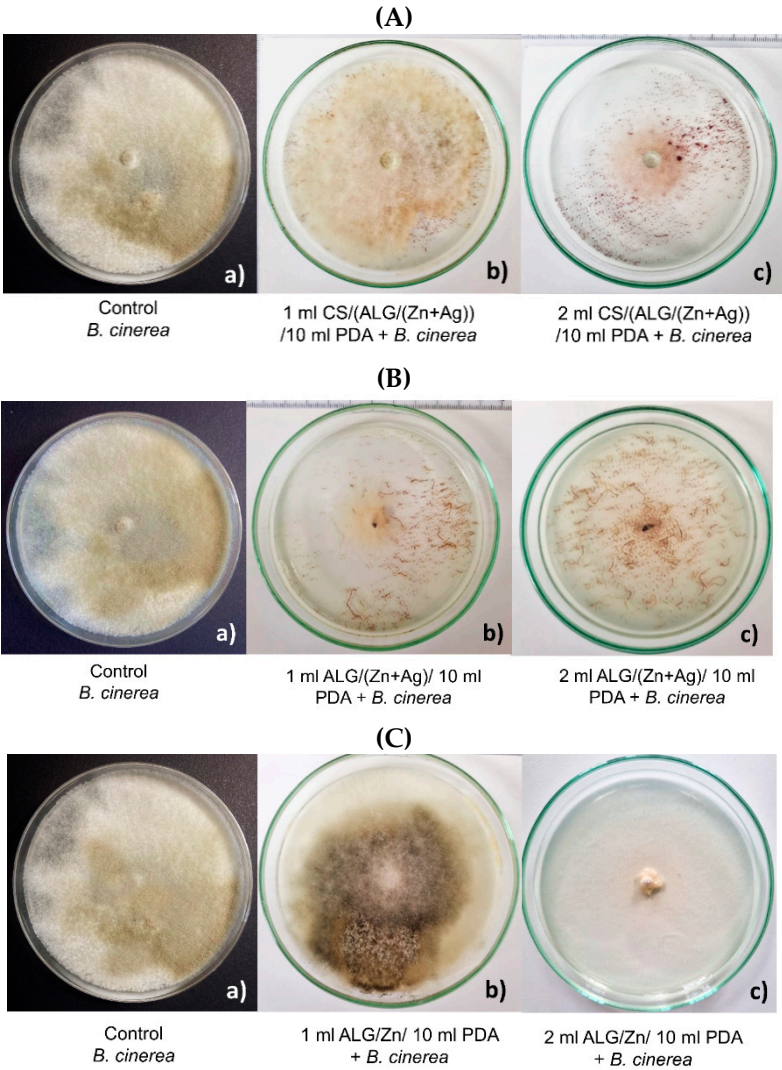 (A)
a)
b)
c)
Control
B. cinerea
1 ml CS/(ALG/(Zn+Ag))
/10 ml PDA + B. cinerea
2 ml CS/(ALG/(Zn+Ag))
/10 ml PDA + B. cinerea
(B)
a)
b)
c)
Control
B. cinerea
1 ml ALG/(Zn+Ag)/ 10 ml
PDA + B. cinerea
2 ml ALG/(Zn+Ag)/ 10 ml
PDA + B. cinerea
(C)
a)
b)
c)
Control
B. cinerea
1 ml ALG/Zn/ 10 ml PDA
+ B. cinerea
2 ml ALG/Zn/ 10 ml PDA
+ B. cinerea